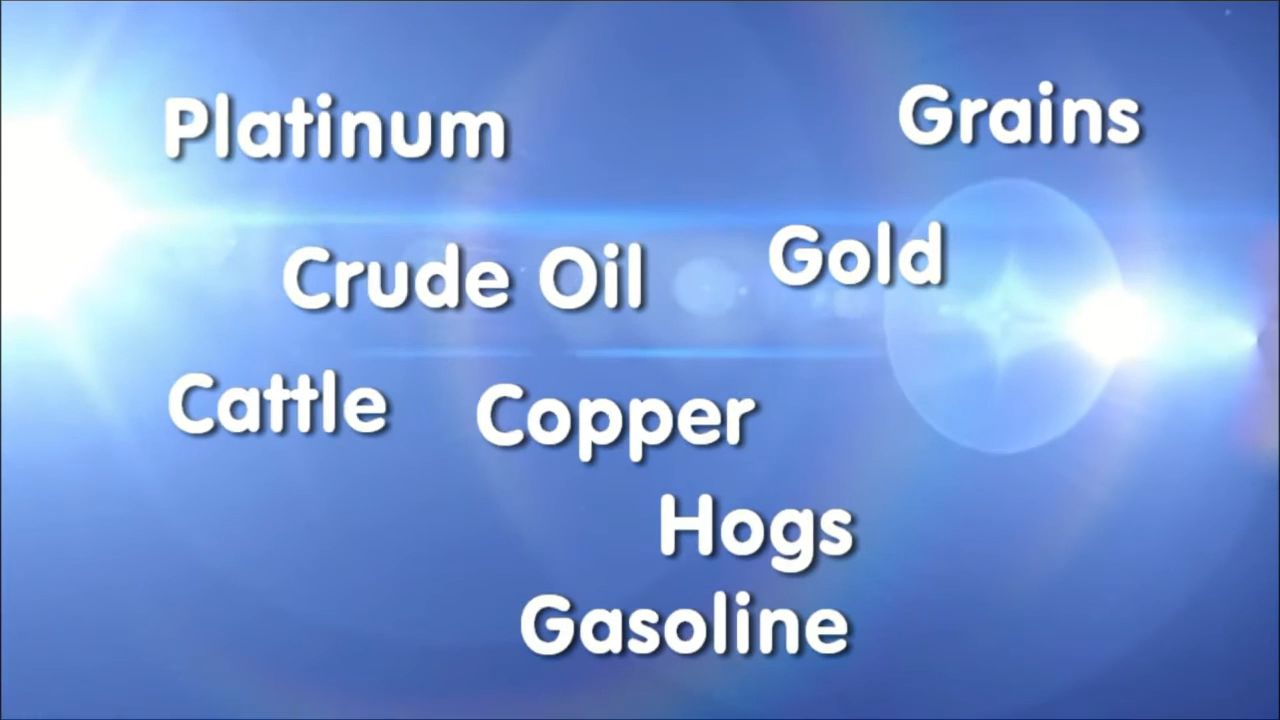 Platinum
Grains
Crude Oil
Gold
Cattle
Copper
Hogs
Gasoline